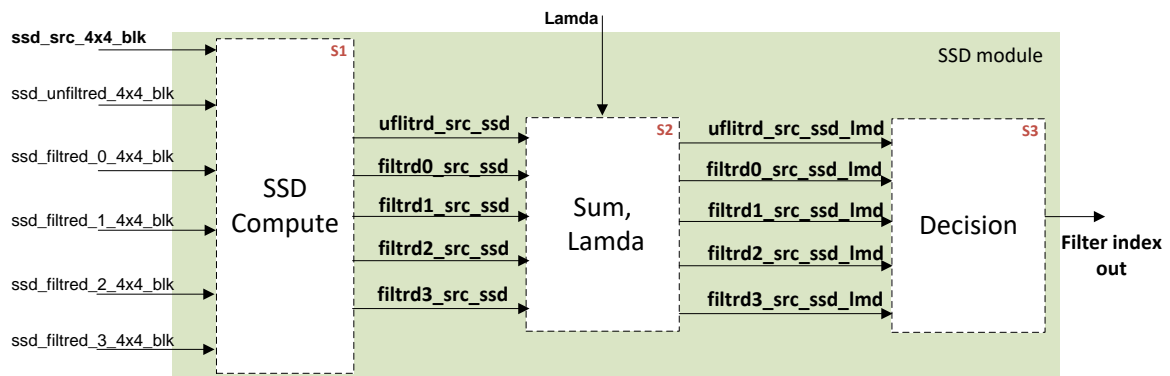 Lamda
ssd_src_4x4_blk
S1
SSD module
ssd_unfiltred_4x4_blk
uflitrd_src_ssd
S2
uflitrd_src_ssd_lmd
S3
ssd_filtred_0_4x4_blk
filtrd0_src_ssd
filtrd0_src_ssd_lmd
SSD
Compute
filtrd1_src_ssd
Sum,
Lamda
filtrd1_src_ssd_lmd
Decision
ssd_filtred_1_4x4_blk
filtrd2_src_ssd
filtrd2_src_ssd_lmd
Filter index
out
ssd_filtred_2_4x4_blk
filtrd3_src_ssd
filtrd3_src_ssd_lmd
ssd_filtred_3_4x4_blk